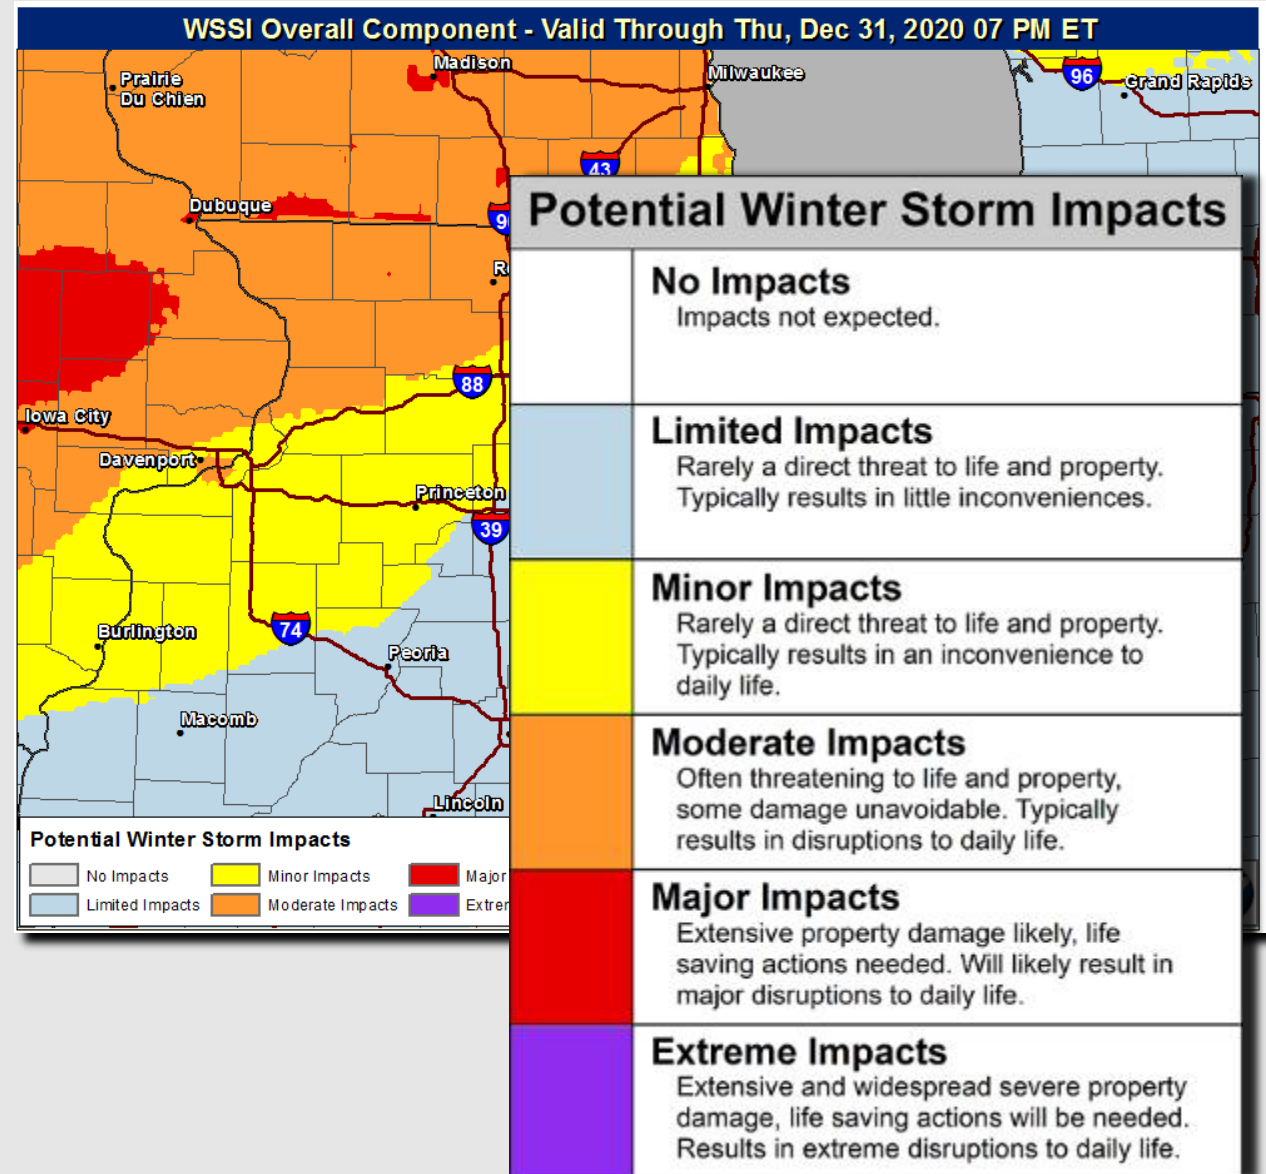 WSSI Overall Component - Valid Through Thu, Dec 31, 2020 07 PM ET
Prairie
Du Chien
Madison
Milwaukee
96
Grand Rapids
43
Dubuque
9
R
88
Iowa City
Davenport
Princeton
39
Burlington
74
Peoria
Macomb
Lincoln
Potential Winter Storm Impacts
No Impacts
Minor Impacts
Major
Limited Impacts
Moderate Impacts
Extrer
Potential Winter Storm Impacts
No Impacts
Impacts not expected.
Limited Impacts
Rarely a direct threat to life and property.
Typically results in little inconveniences.
Minor Impacts
Rarely a direct threat to life and property.
Typically results in an inconvenience to
daily life.
Moderate Impacts
Often threatening to life and property,
some damage unavoidable. Typically
results in disruptions to daily life.
Major Impacts
Extensive property damage likely, life
saving actions needed. Will likely result in
major disruptions to daily life.
Extreme Impacts
Extensive and widespread severe property
damage, life saving actions will be needed.
Results in extreme disruptions to daily life.